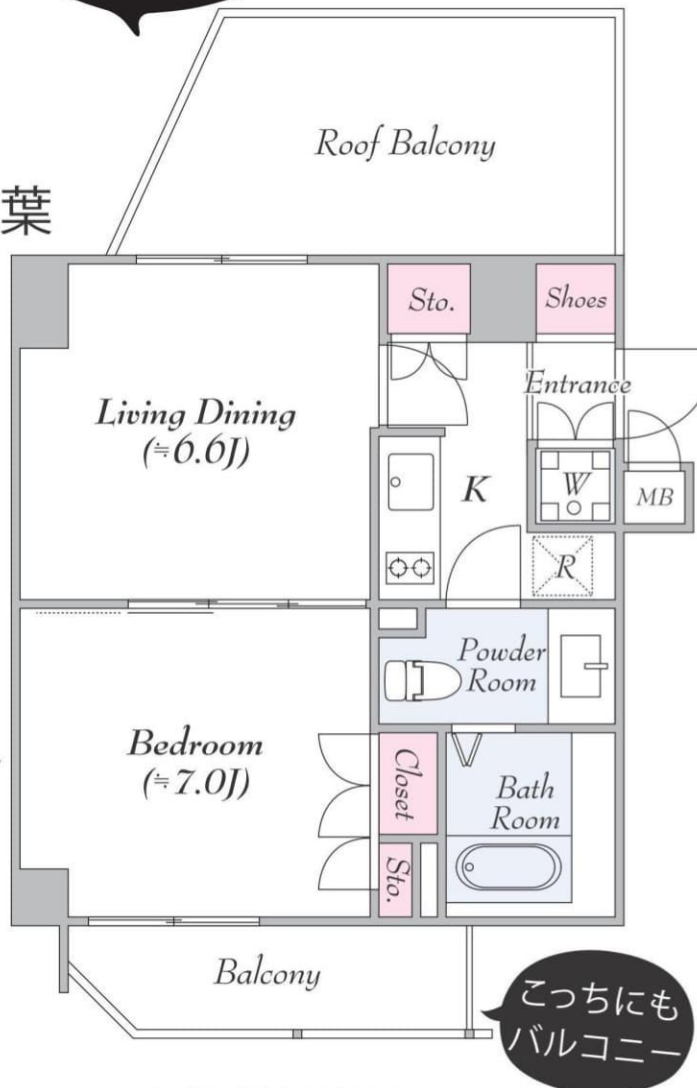 Roof Balcony
葉
Sto.
Shoes
Entrance
Living Dining
(≒6.6J)
K
W
MB
R
Powder
Room
Bedroom
(≒7.0J)
Closet
Bath
Room
Sto.
Balcony
こっちにも
バルコニー